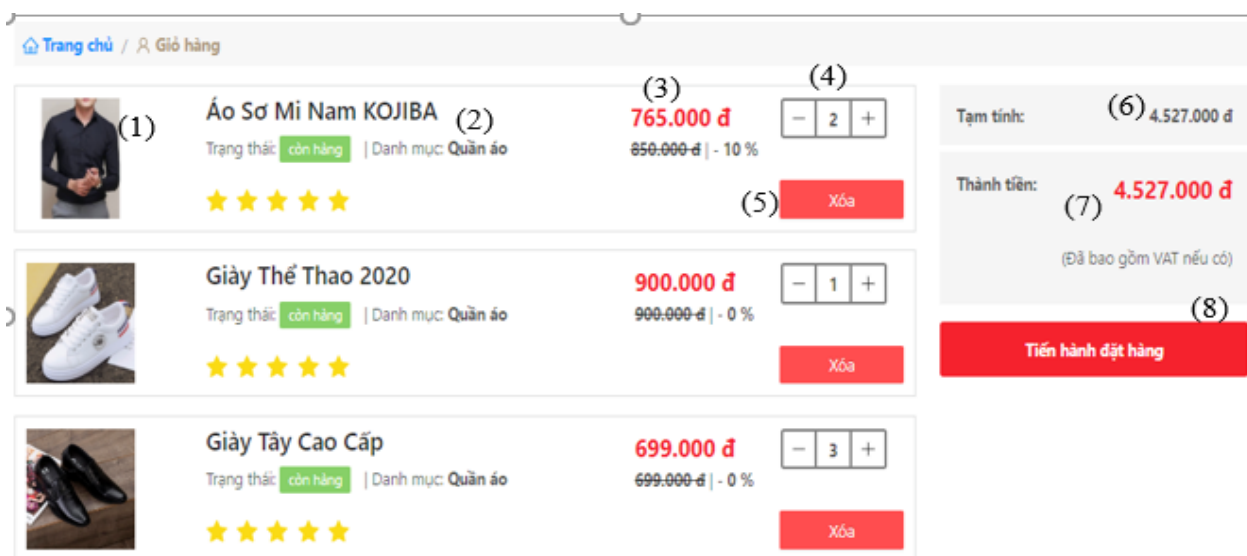 Trang chủ / Giỏ hàng
(1)
Áo Sơ Mi Nam KOJIBA (2)
Trạng thái: còn hàng | Danh mục: Quần áo
(3)
765.000 đ
850.000 đ | - 10 %
(4)
− 2 +
(5) Xóa
Giày Thể Thao 2020
Trạng thái: còn hàng | Danh mục: Quần áo
900.000 đ
900.000 đ | - 0 %
− 1 +
Xóa
Giày Tây Cao Cấp
Trạng thái: còn hàng | Danh mục: Quần áo
699.000 đ
699.000 đ | - 0 %
− 3 +
Xóa
Tạm tính: (6) 4.527.000 đ
Thành tiền: (7) 4.527.000 đ
(Đã bao gồm VAT nếu có)
(8)
Tiến hành đặt hàng